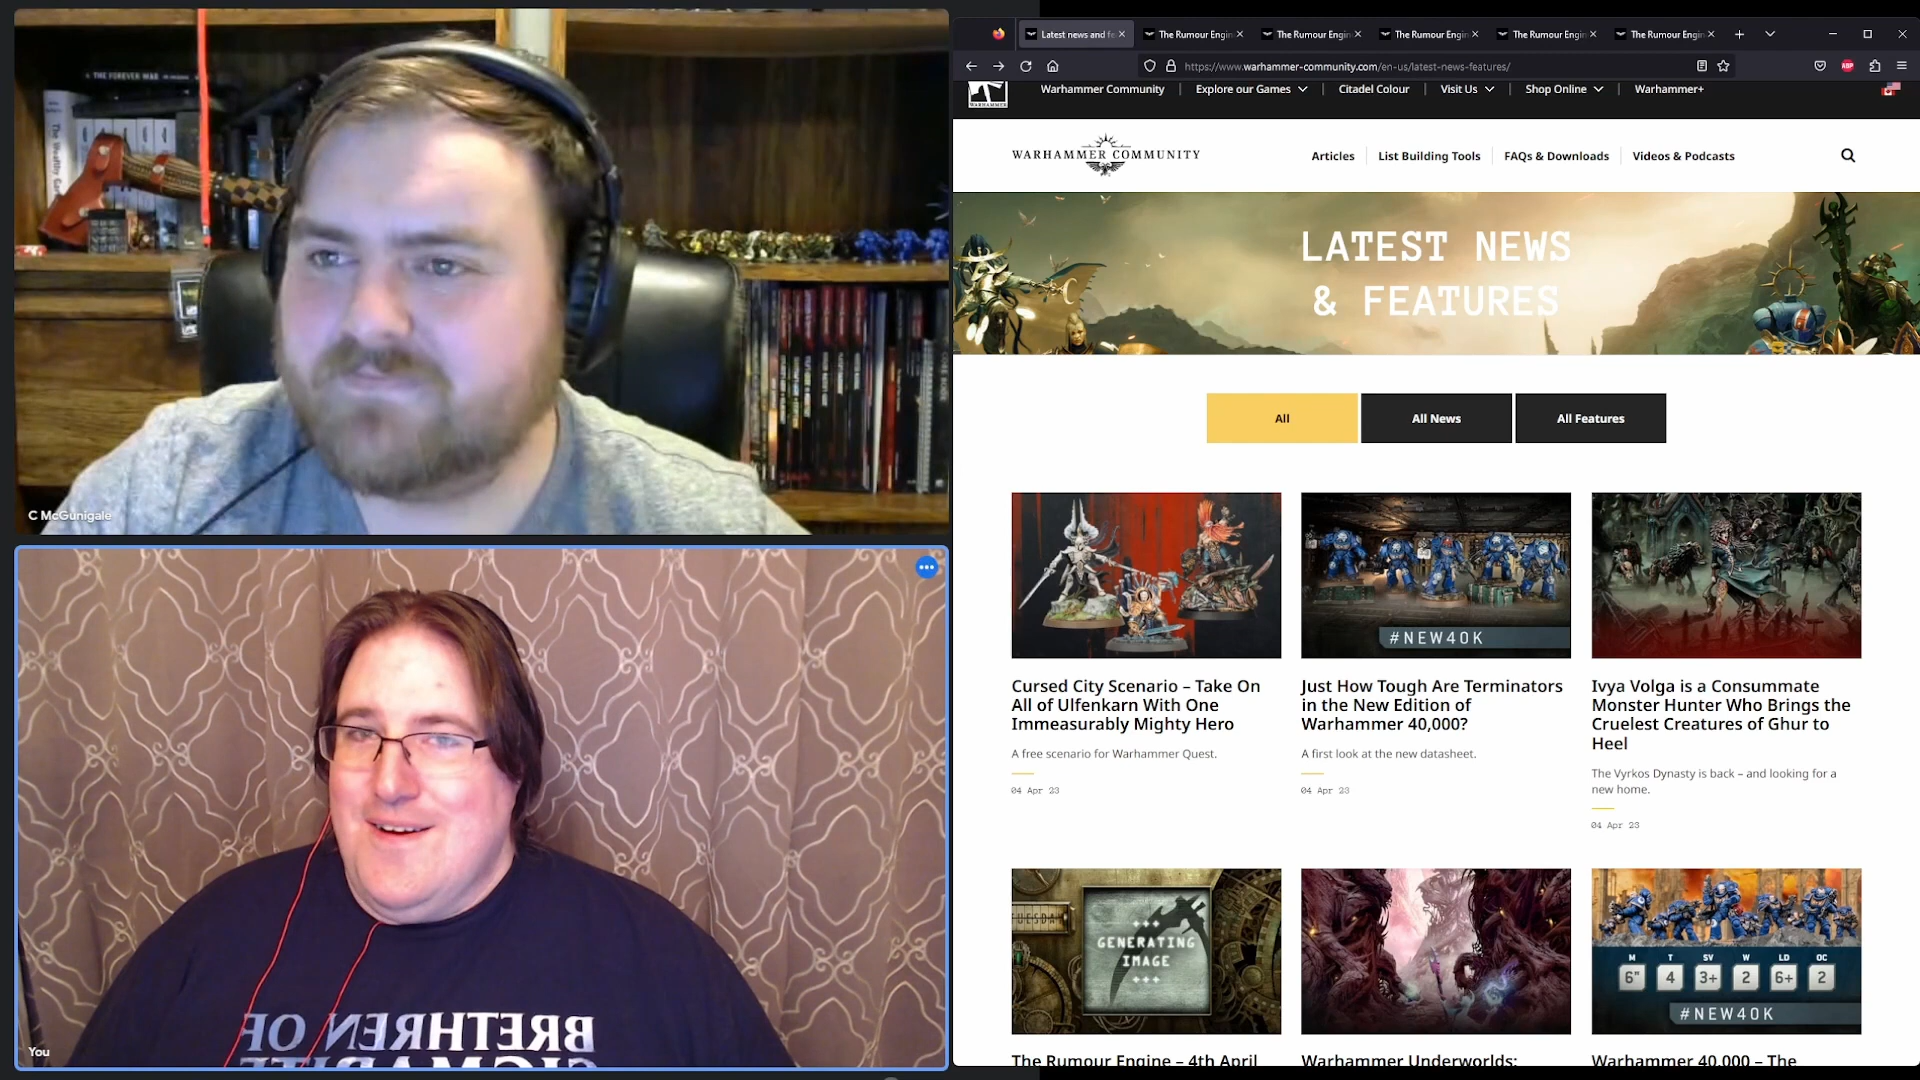 THE FOREVER WAR
C McGunigale
You
BRETHREN OF
Latest news and fe
The Rumour Engin
The Rumour Engin
The Rumour Engin
The Rumour Engin
The Rumour Engin
https://www.warhammer-community.com/en-us/latest-news-features/
ABP
WARHAMMER
Warhammer Community
Explore our Games
Citadel Colour
Visit Us
Shop Online
Warhammer+
WARHAMMER COMMUNITY
Articles
List Building Tools
FAQs & Downloads
Videos & Podcasts
LATEST NEWS
& FEATURES
All
All News
All Features
#NEW40K
Cursed City Scenario – Take On
All of Ulfenkarn With One
Immeasurably Mighty Hero
A free scenario for Warhammer Quest.
04 Apr 23
Just How Tough Are Terminators
in the New Edition of
Warhammer 40,000?
A first look at the new datasheet.
04 Apr 23
Ivya Volga is a Consummate
Monster Hunter Who Brings the
Cruelest Creatures of Ghur to
Heel
The Vyrkos Dynasty is back – and looking for a
new home.
04 Apr 23
TUESDAY
GENERATING
IMAGE
M T SV W LD OC
6" 4 3+ 2 6+ 2
#NEW40K
The Rumour Engine – 4th April
Warhammer Underworlds:
Warhammer 40,000 – The